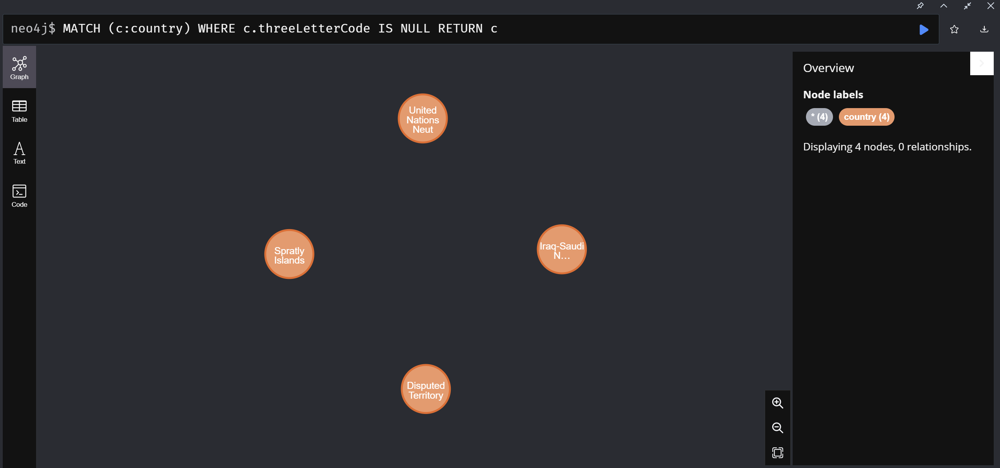 neo4j$ MATCH (c:country) WHERE c.threeLetterCode IS NULL RETURN c
Graph
Table
Text
Code
United
Nations
Neut
Spratly
Islands
Iraq-Saudi
N...
Disputed
Territory
Overview
Node labels
* (4) country (4)
Displaying 4 nodes, 0 relationships.